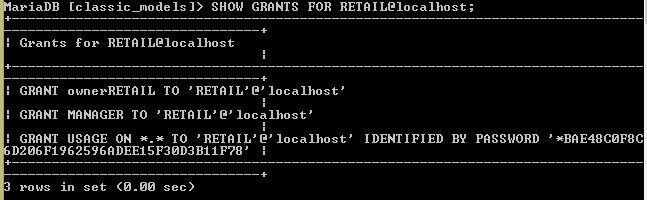 MariaDB [classic_models]> SHOW GRANTS FOR RETAIL@localhost;
+------------------------------------------------------------------------------
--------------------------------+
| Grants for RETAIL@localhost
                                |
+------------------------------------------------------------------------------
--------------------------------+
| GRANT ownerRETAIL TO 'RETAIL'@'localhost'
                                |
| GRANT MANAGER TO 'RETAIL'@'localhost'
                                |
| GRANT USAGE ON *.* TO 'RETAIL'@'localhost' IDENTIFIED BY PASSWORD '*BAE48C0F8C
6D206F1962596ADEE15F30D3B11F78' |
+------------------------------------------------------------------------------
--------------------------------+
3 rows in set (0.00 sec)